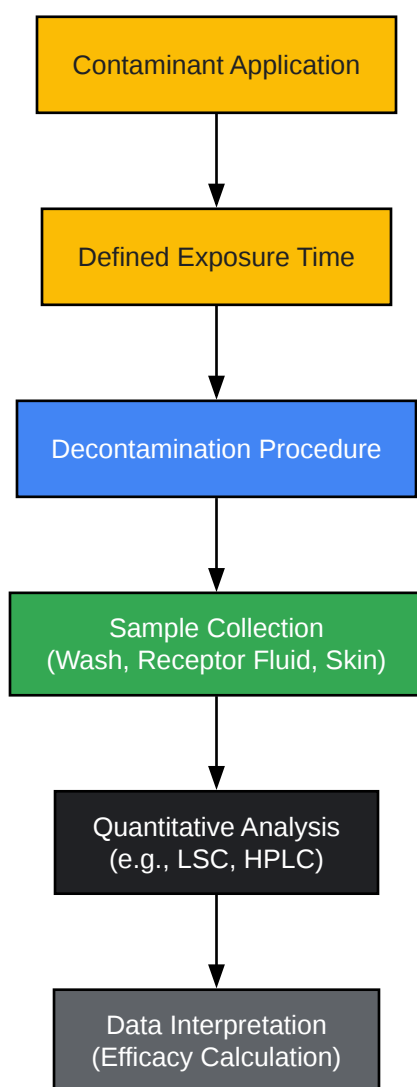 Contaminant Application
Defined Exposure Time
Decontamination Procedure
Sample Collection
(Wash, Receptor Fluid, Skin)
Quantitative Analysis
(e.g., LSC, HPLC)
Data Interpretation
(Efficacy Calculation)